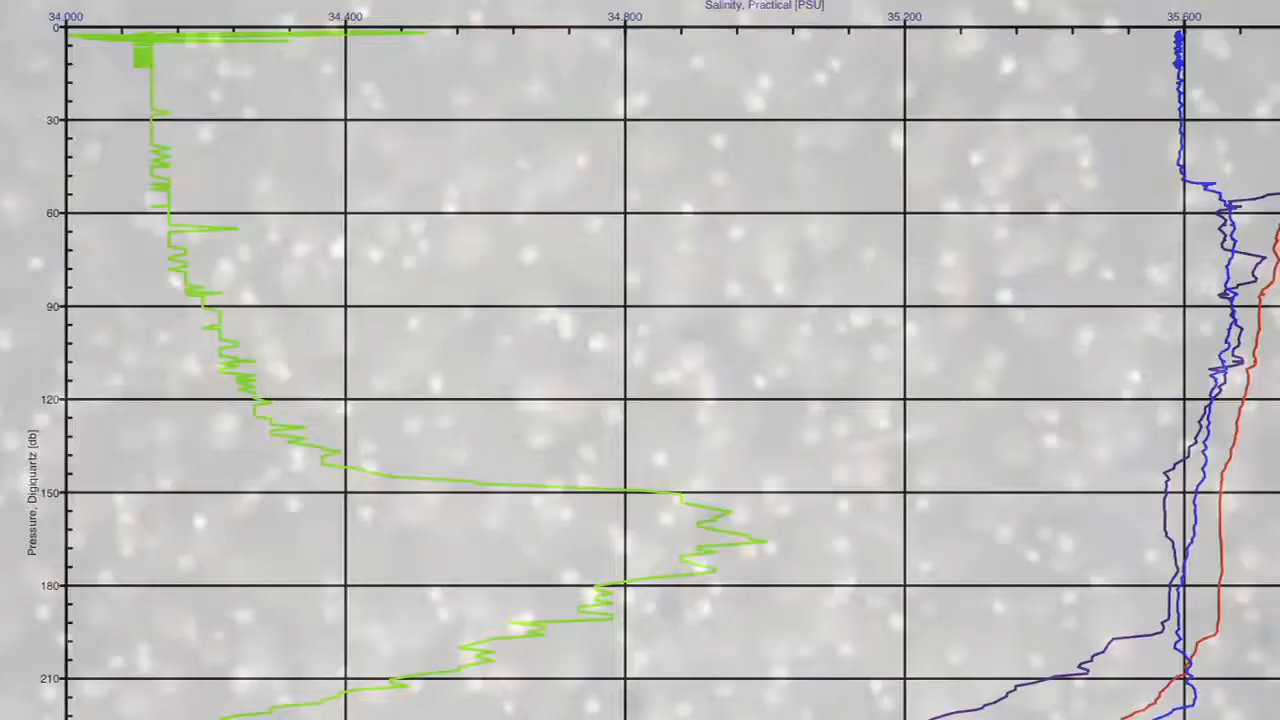 Salinity, Practical [PSU]
34.000 34.400 34.800 35.200 35.600
0
30
60
90
120
Pressure, Digiquartz [db]
150
180
210